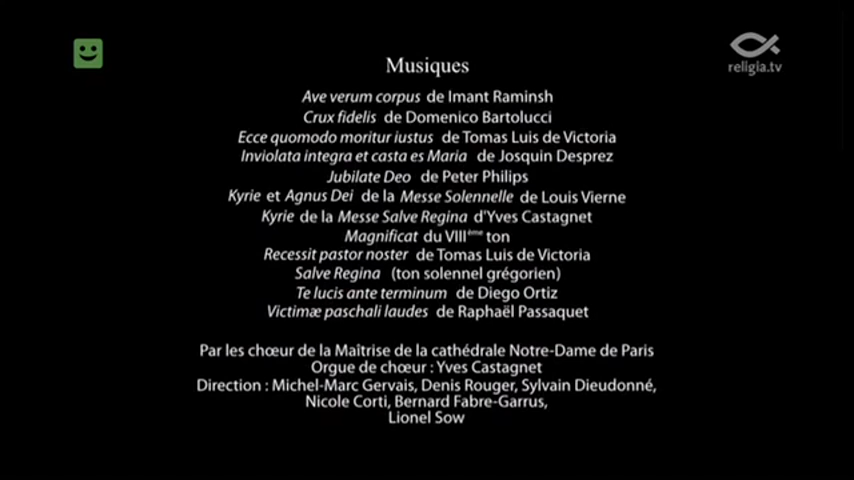 religia.tv
Musiques
Ave verum corpus de Imant Raminsh
Crux fidelis de Domenico Bartolucci
Ecce quomodo moritur iustus de Tomas Luis de Victoria
Inviolata integra et casta es Maria de Josquin Desprez
Jubilate Deo de Peter Philips
Kyrie et Agnus Dei de la Messe Solennelle de Louis Vierne
Kyrie de la Messe Salve Regina d'Yves Castagnet
Magnificat du VIIIème ton
Recessit pastor noster de Tomas Luis de Victoria
Salve Regina (ton solennel grégorien)
Te lucis ante terminum de Diego Ortiz
Victimæ paschali laudes de Raphaël Passaquet
Par les chœur de la Maîtrise de la cathédrale Notre-Dame de Paris
Orgue de chœur : Yves Castagnet
Direction : Michel-Marc Gervais, Denis Rouger, Sylvain Dieudonné,
Nicole Corti, Bernard Fabre-Garrus,
Lionel Sow